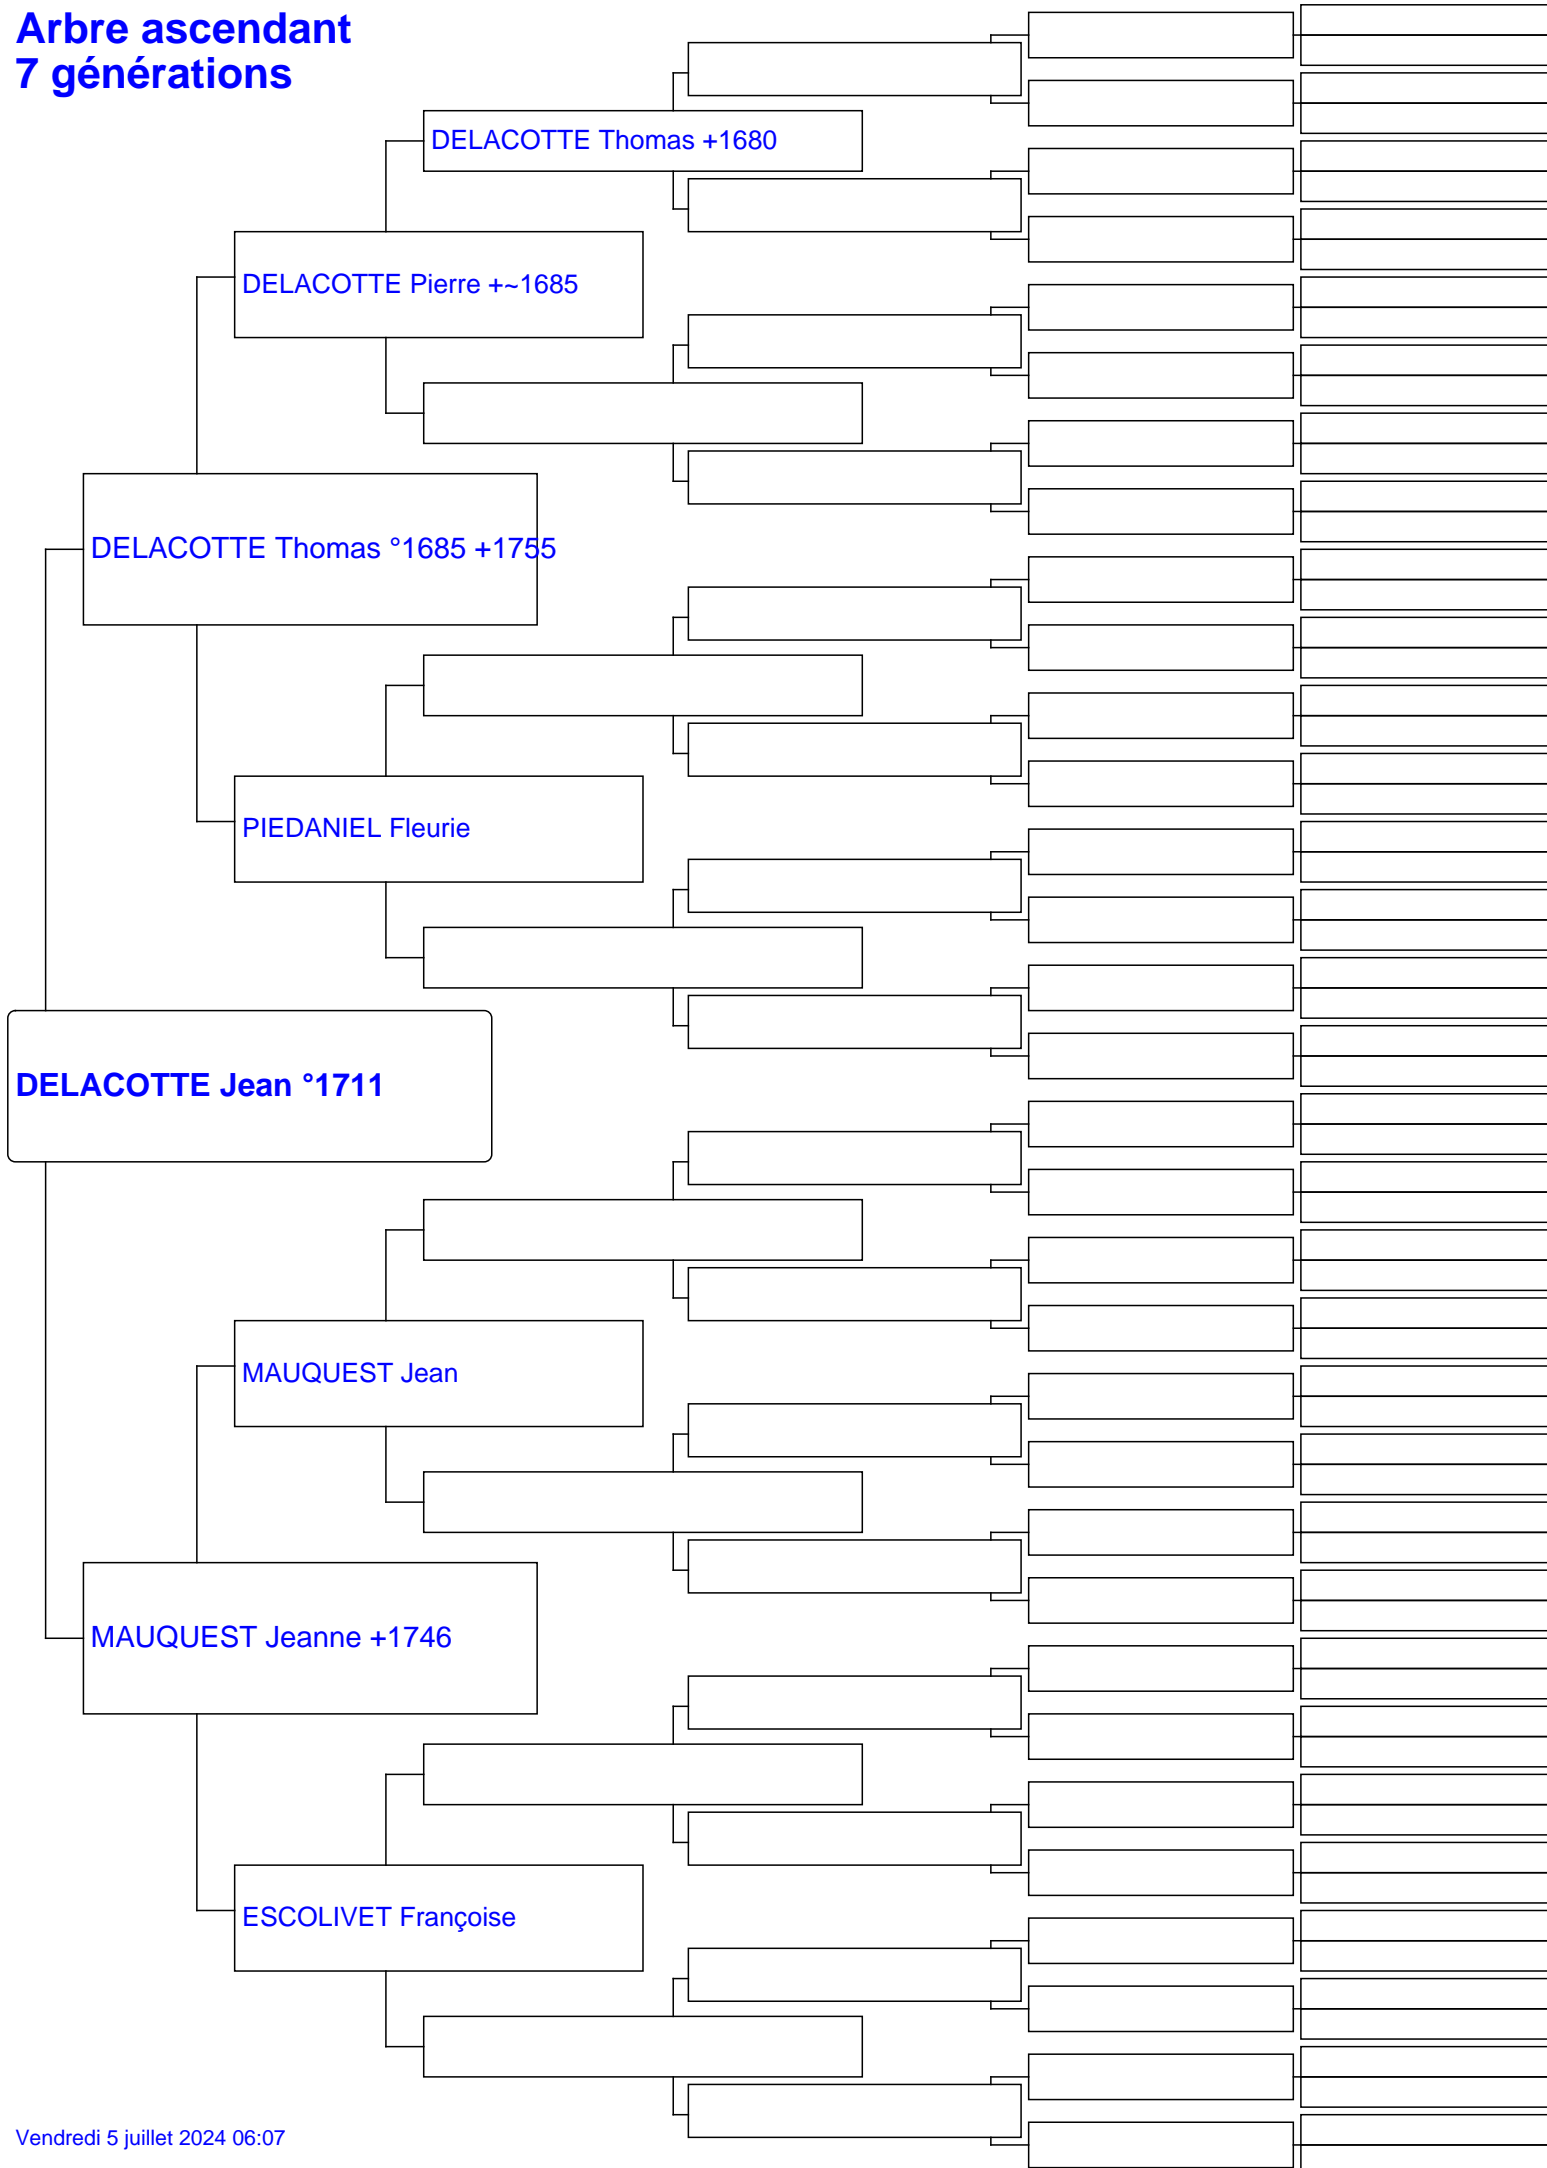 Arbre ascendant
7 générations
DELACOTTE Thomas +1680
DELACOTTE Pierre +~1685
DELACOTTE Thomas °1685 +1755
PIEDANIEL Fleurie
DELACOTTE Jean °1711
MAUQUEST Jean
MAUQUEST Jeanne +1746
ESCOLIVET Françoise
Vendredi 5 juillet 2024 06:07